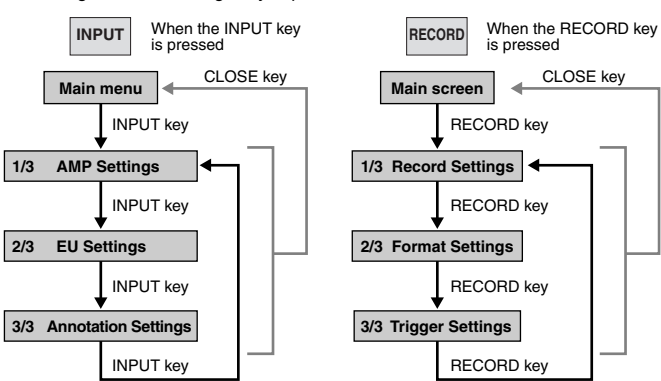 INPUT
When the INPUT key
is pressed
Main menu
CLOSE key
INPUT key
1/3 AMP Settings
INPUT key
2/3 EU Settings
INPUT key
3/3 Annotation Settings
INPUT key
RECORD
When the RECORD key
is pressed
Main screen
CLOSE key
RECORD key
1/3 Record Settings
RECORD key
2/3 Format Settings
RECORD key
3/3 Trigger Settings
RECORD key